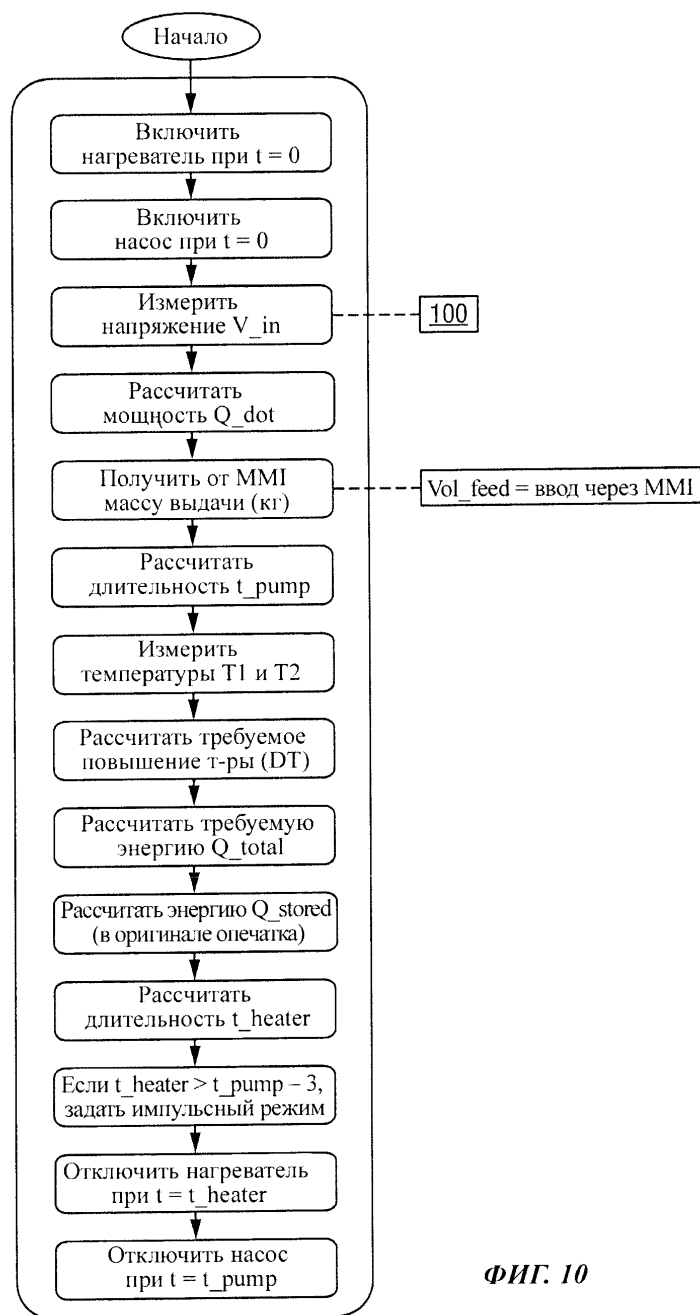 Начало
Включить
нагреватель при t = 0
Включить
насос при t = 0
Измерить
напряжение V_in
100
Рассчитать
мощность Q_dot
Получить от MMI
массу выдачи (кг)
Vol_feed = ввод через MMI
Рассчитать
длительность t_pump
Измерить
температуры T1 и T2
Рассчитать требуемое
повышение т-ры (DT)
Рассчитать требуемую
энергию Q_total
Рассчитать энергию Q_stored
(в оригинале опечатка)
Рассчитать
длительность t_heater
Если t_heater > t_pump – 3,
задать импульсный режим
Отключить нагреватель
при t = t_heater
Отключить насос
при t = t_pump
ФИГ. 10